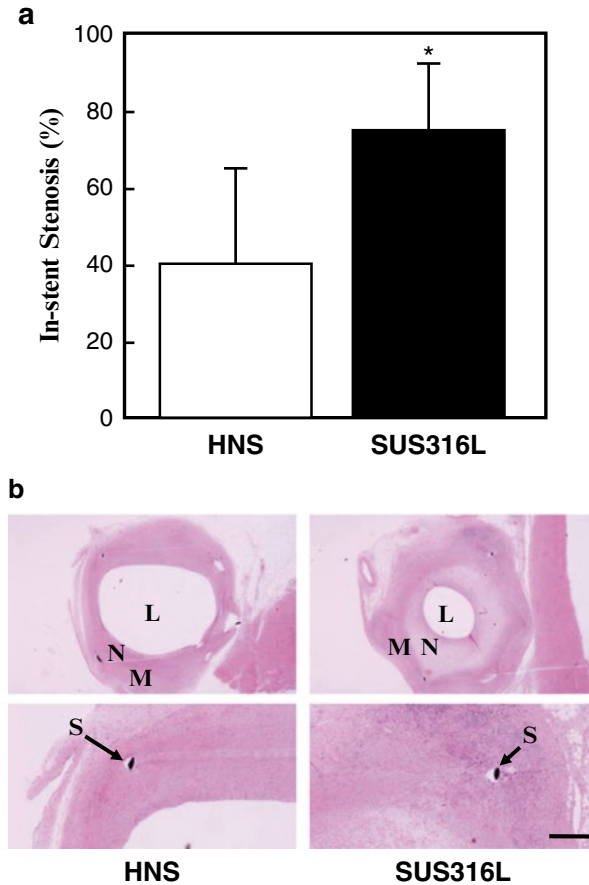 a
In-stent Stenosis (%)
100
80
60
40
20
0
*
HNS SUS316L
b
L
N
M
L
M N
S
S
HNS SUS316L